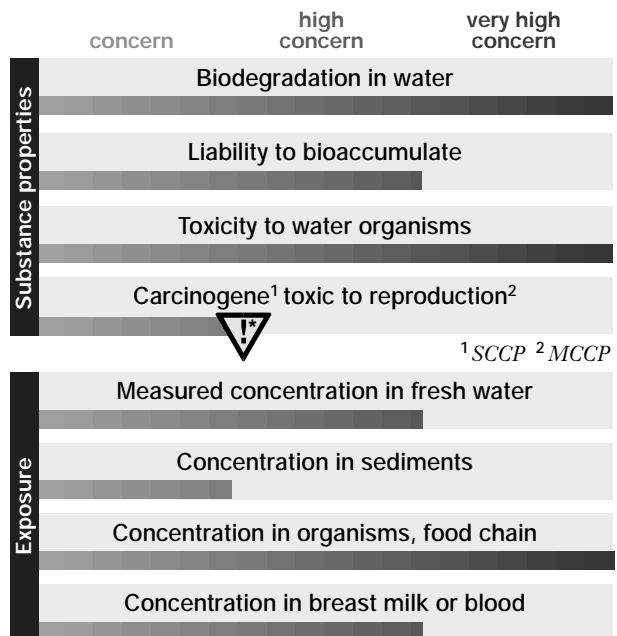 concern
high
concern
very high
concern
Substance properties
Biodegradation in water
Liability to bioaccumulate
Toxicity to water organisms
Carcinogene¹ toxic to reproduction²
!*
¹ SCCP ² MCCP
Exposure
Measured concentration in fresh water
Concentration in sediments
Concentration in organisms, food chain
Concentration in breast milk or blood